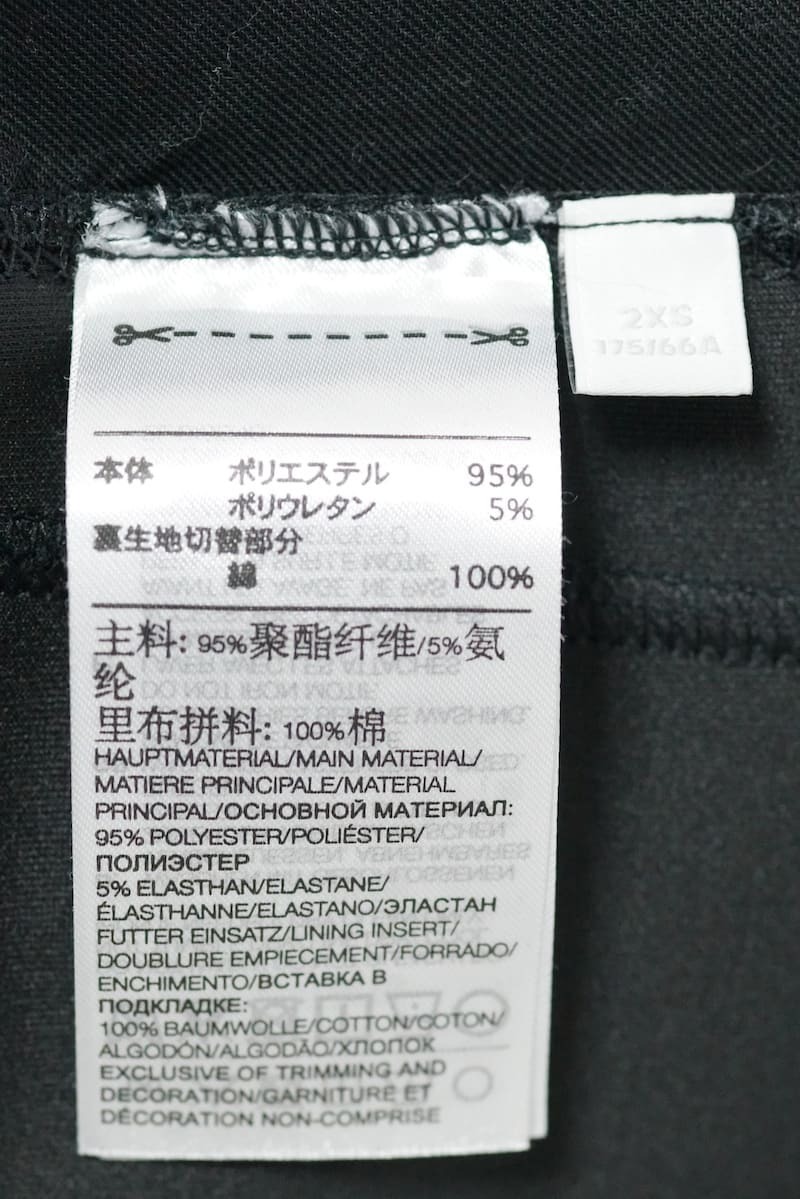 2XS
175/66A
本体 ポリエステル 95%
ポリウレタン 5%
裏生地切替部分
綿 100%
主料: 95%聚酯纤维/5%氨
纶
里布拼料: 100%棉
HAUPTMATERIAL/MAIN MATERIAL/
MATIERE PRINCIPALE/MATERIAL
PRINCIPAL/ОСНОВНОЙ МАТЕРИАЛ:
95% POLYESTER/POLIÉSTER/
ПОЛИЭСТЕР
5% ELASTHAN/ELASTANE/
ÉLASTHANNE/ELASTANO/ЭЛАСТАН
FUTTER EINSATZ/LINING INSERT/
DOUBLURE EMPIECEMENT/FORRADO/
ENCHIMENTO/ВСТАВКА В
ПОДКЛАДКЕ:
100% BAUMWOLLE/COTTON/COTON/
ALGODÓN/ALGODÃO/ХЛОПОК
EXCLUSIVE OF TRIMMING AND
DECORATION/GARNITURE ET
DÉCORATION NON-COMPRISE